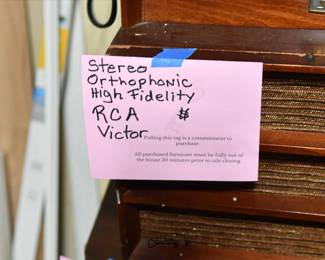 Stereo
Orthophonic
High Fidelity
RCA $
Victor
Pulling this tag is a commitment to
purchase.
All purchased furniture must be fully out of
the house 30 minutes prior to sale closing